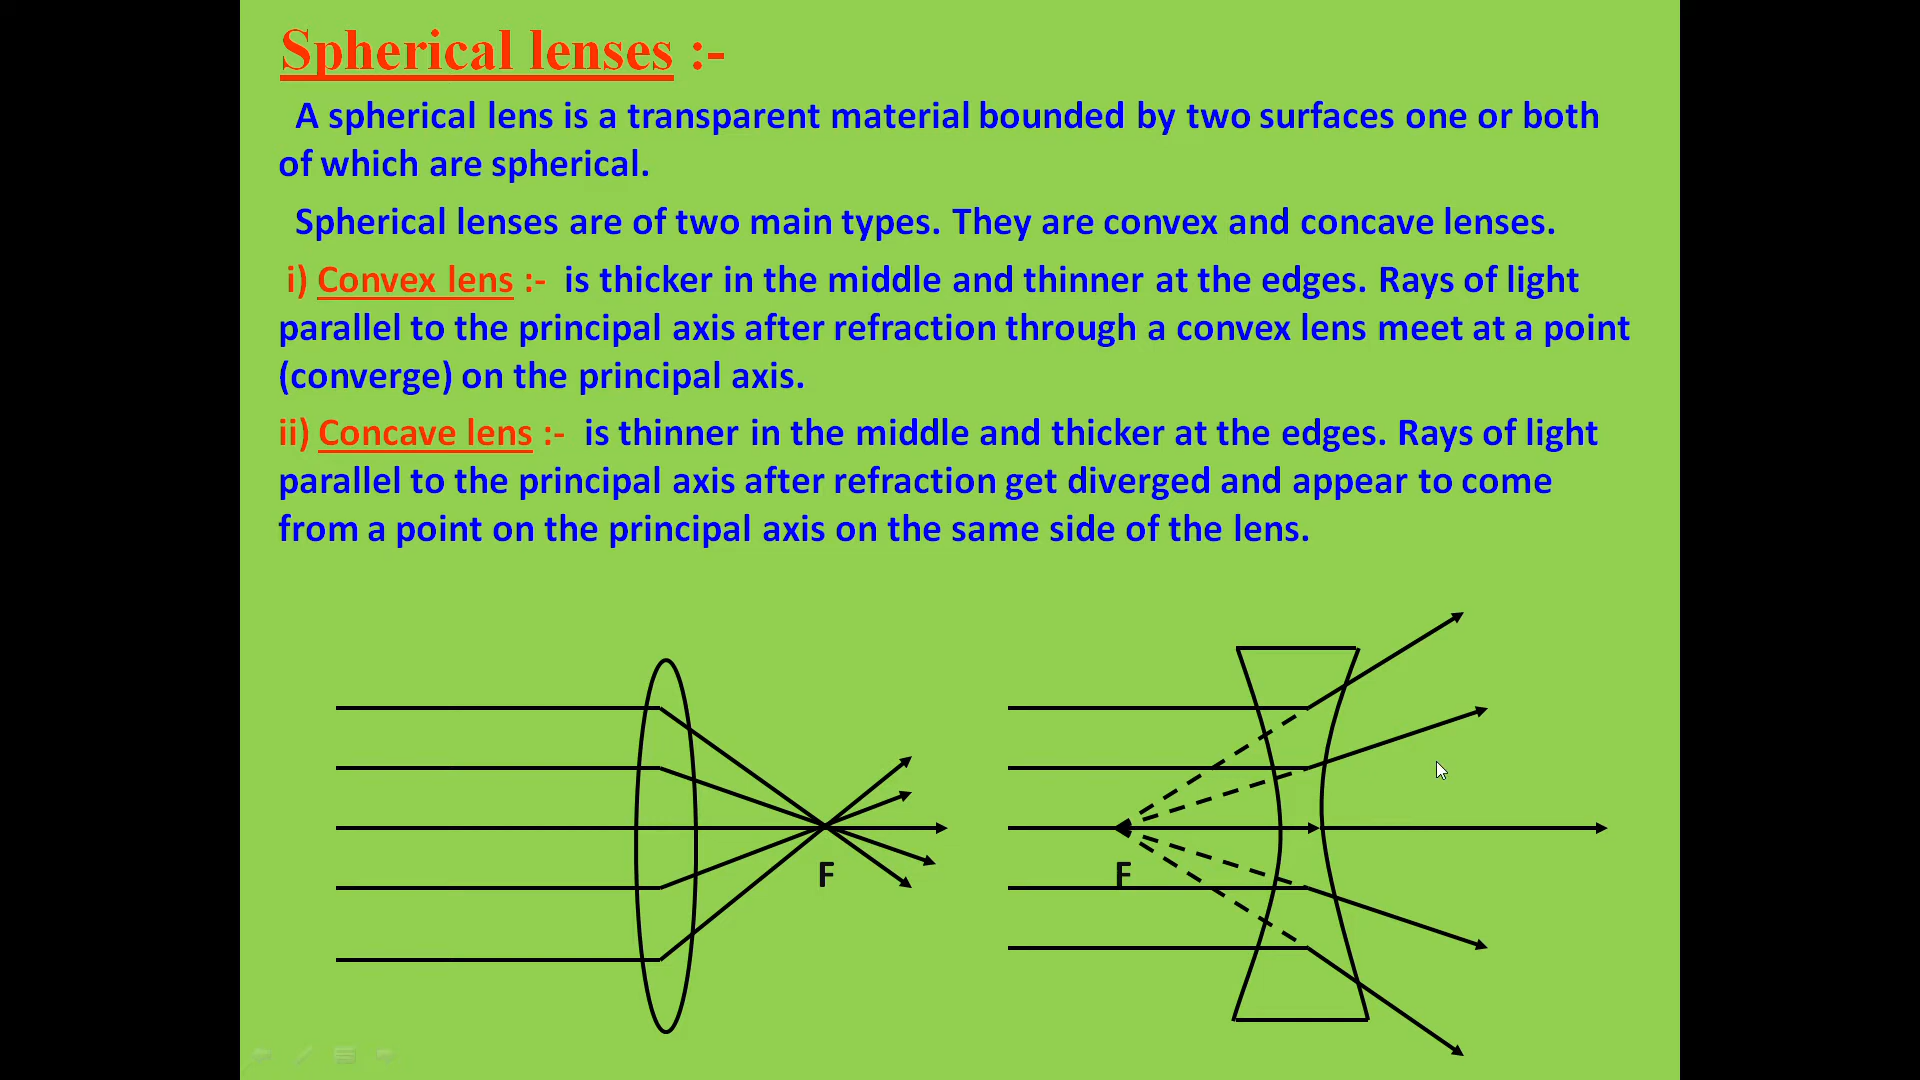 Spherical lenses :-
A spherical lens is a transparent material bounded by two surfaces one or both
of which are spherical.
Spherical lenses are of two main types. They are convex and concave lenses.
i) Convex lens :- is thicker in the middle and thinner at the edges. Rays of light
parallel to the principal axis after refraction through a convex lens meet at a point
(converge) on the principal axis.
ii) Concave lens :- is thinner in the middle and thicker at the edges. Rays of light
parallel to the principal axis after refraction get diverged and appear to come
from a point on the principal axis on the same side of the lens.
F
F